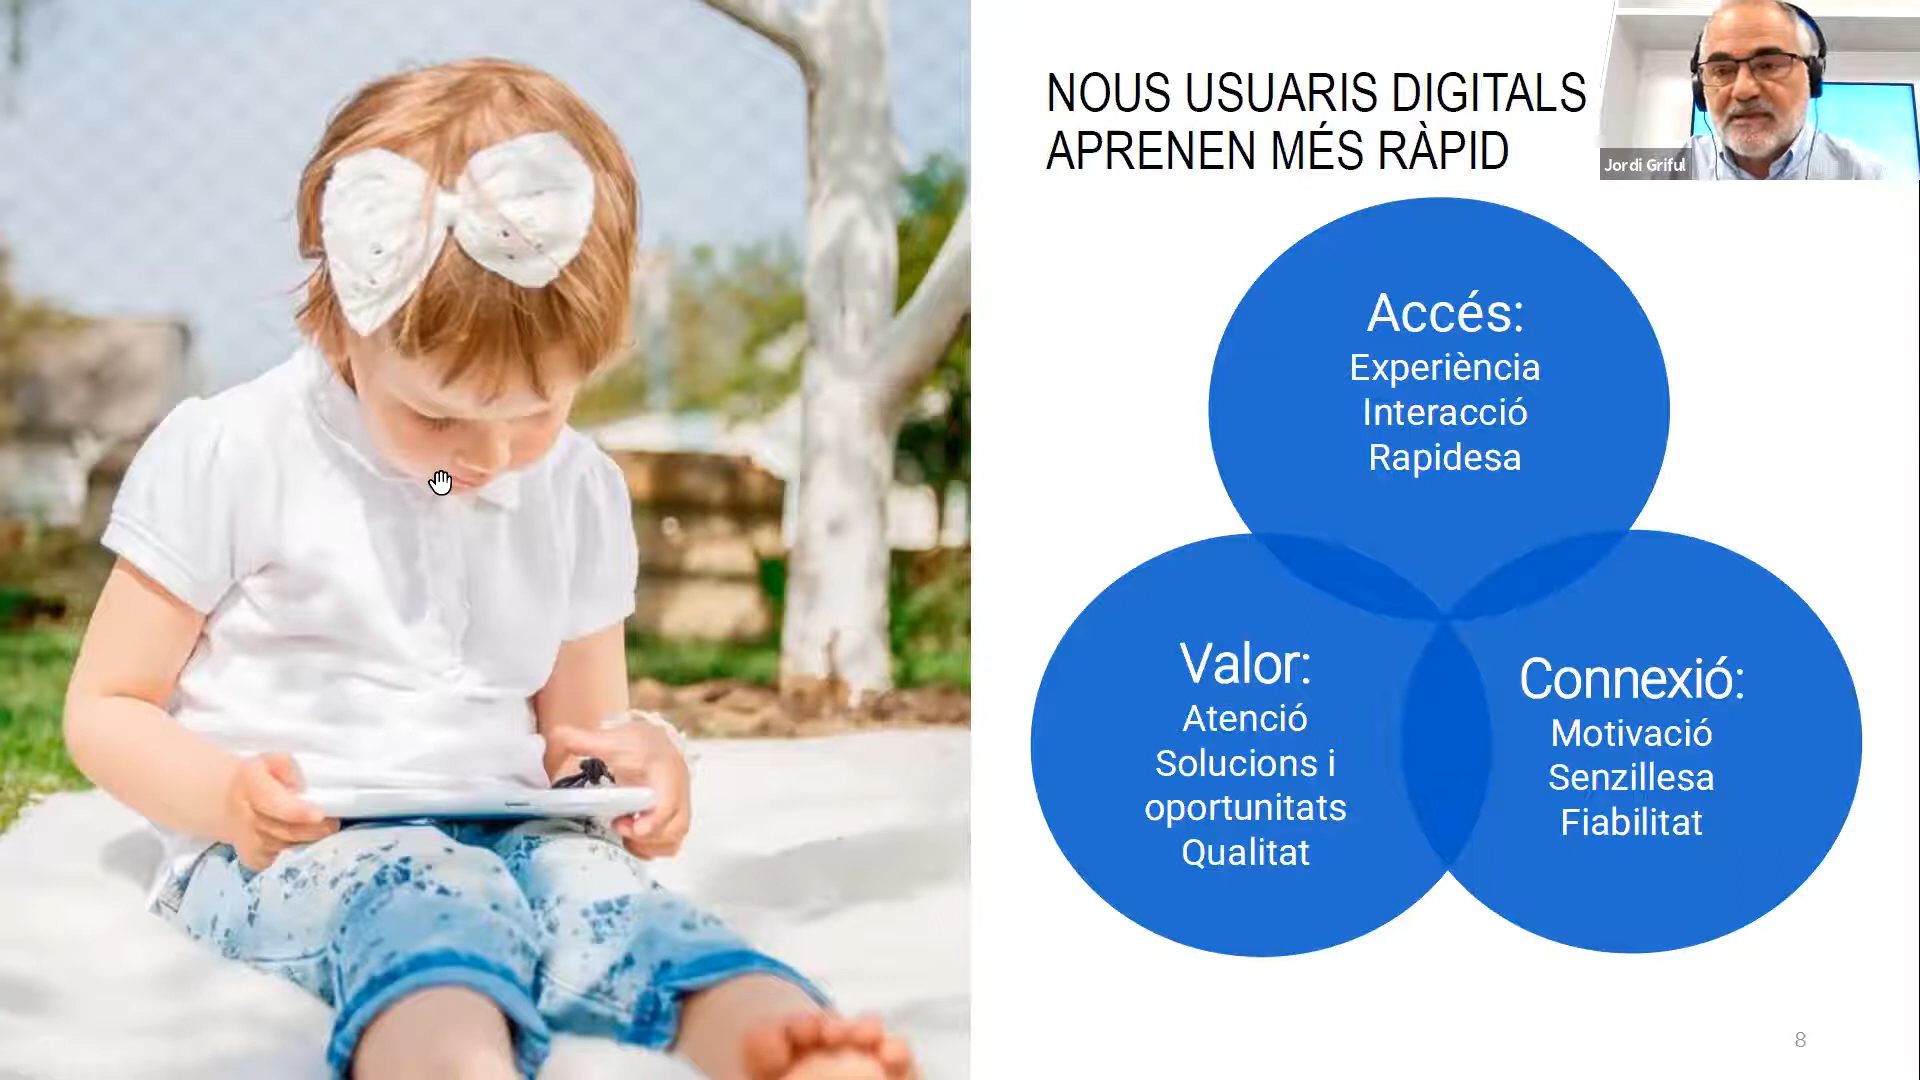 NOUS USUARIS DIGITALS
APRENEN MÉS RÀPID
Jordi Griful
Accés:
Experiència
Interacció
Rapidesa
Valor:
Atenció
Solucions i
oportunitats
Qualitat
Connexió:
Motivació
Senzillesa
Fiabilitat
8